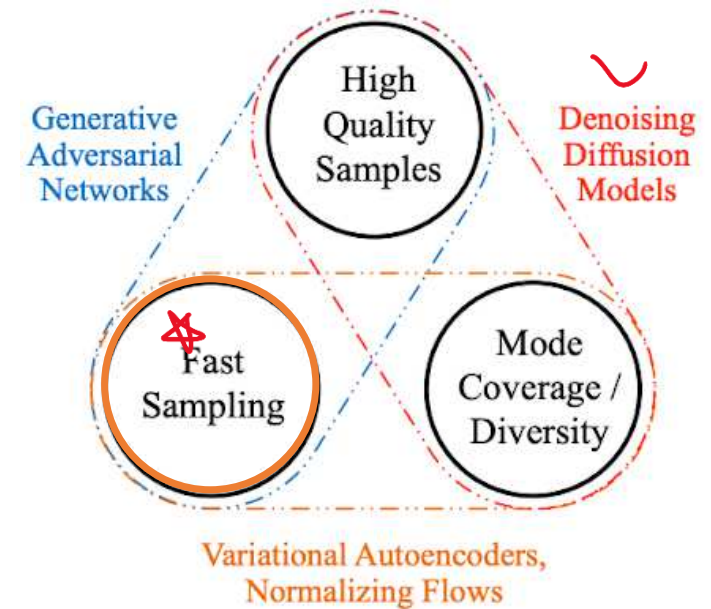 High
Quality
Samples
Generative
Adversarial
Networks
Denoising
Diffusion
Models
Fast
Sampling
Mode
Coverage /
Diversity
Variational Autoencoders,
Normalizing Flows